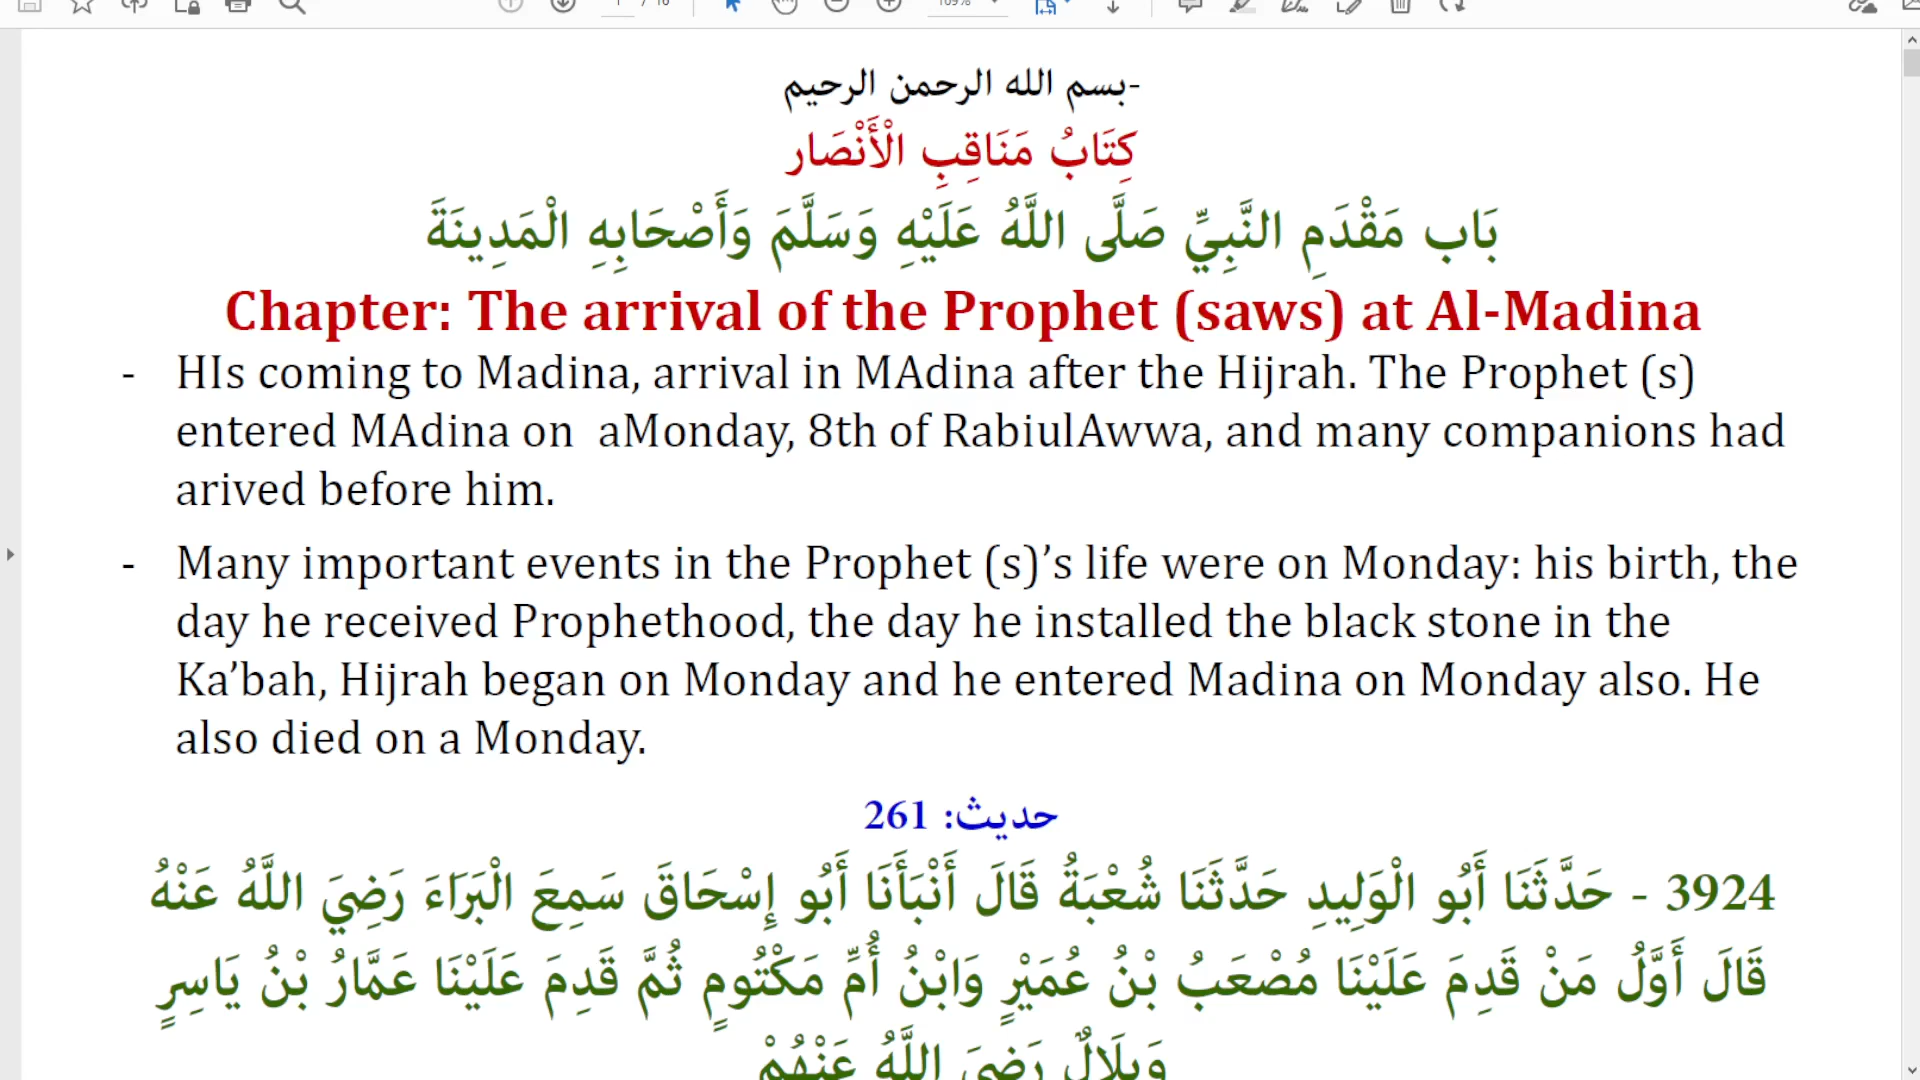 -بسم الله الرحمن الرحيم
كِتَابُ مَنَاقِبِ الْأَنْصَار
بَاب مَقْدَمِ النَّبِيِّ صَلَّى اللَّهُ عَلَيْهِ وَسَلَّمَ وَأَصْحَابِهِ الْمَدِينَةَ
Chapter: The arrival of the Prophet (saws) at Al-Madina
- HIs coming to Madina, arrival in MAdina after the Hijrah. The Prophet (s)
entered MAdina on  aMonday, 8th of RabiulAwwa, and many companions had
arived before him.
- Many important events in the Prophet (s)’s life were on Monday: his birth, the
day he received Prophethood, the day he installed the black stone in the
Ka’bah, Hijrah began on Monday and he entered Madina on Monday also. He
also died on a Monday.
حديث: 261
3924 - حَدَّثَنَا أَبُو الْوَلِيدِ حَدَّثَنَا شُعْبَةُ قَالَ أَنْبَأَنَا أَبُو إِسْحَاقَ سَمِعَ الْبَرَاءَ رَضِيَ اللَّهُ عَنْهُ
قَالَ أَوَّلُ مَنْ قَدِمَ عَلَيْنَا مُصْعَبُ بْنُ عُمَيْرٍ وَابْنُ أُمِّ مَكْتُومٍ ثُمَّ قَدِمَ عَلَيْنَا عَمَّارُ بْنُ يَاسِرٍ
وَبِلَالٌ رَضِيَ اللَّهُ عَنْهُمْ